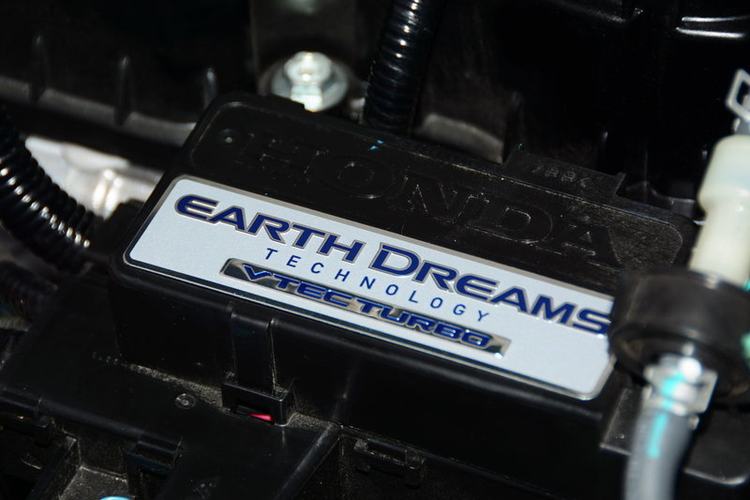 HONDA
EARTH DREAMS
TECHNOLOGY
VTEC TURBO